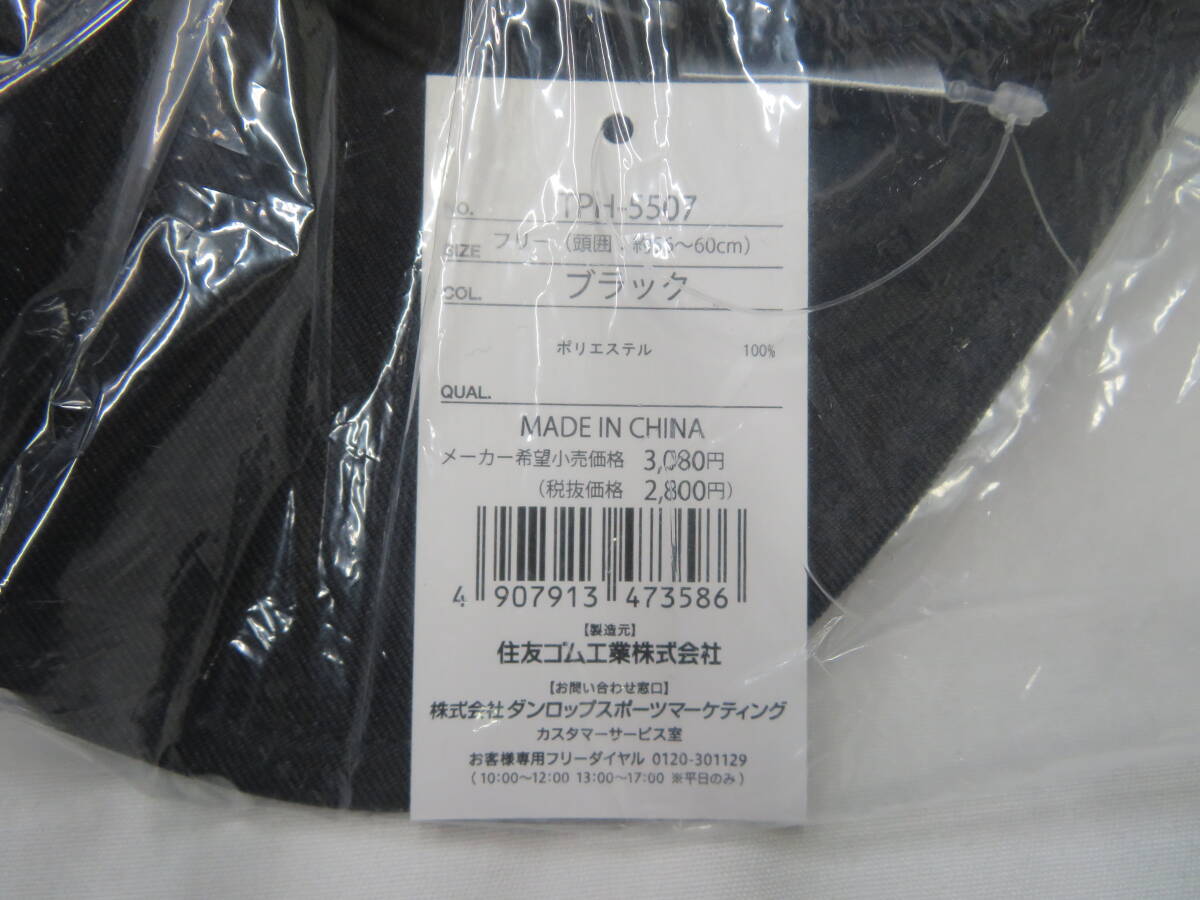 NO. TPH-5507
SIZE フリー（頭囲：約56～60cm）
COL. ブラック
ポリエステル 100%
QUAL.
MADE IN CHINA
メーカー希望小売価格 3,080円
（税抜価格 2,800円）
4 907913 473586
【製造元】
住友ゴム工業株式会社
【お問い合わせ窓口】
株式会社ダンロップスポーツマーケティング
カスタマーサービス室
お客様専用フリーダイヤル 0120-301129
（10:00～12:00 13:00～17:00 ※平日のみ）